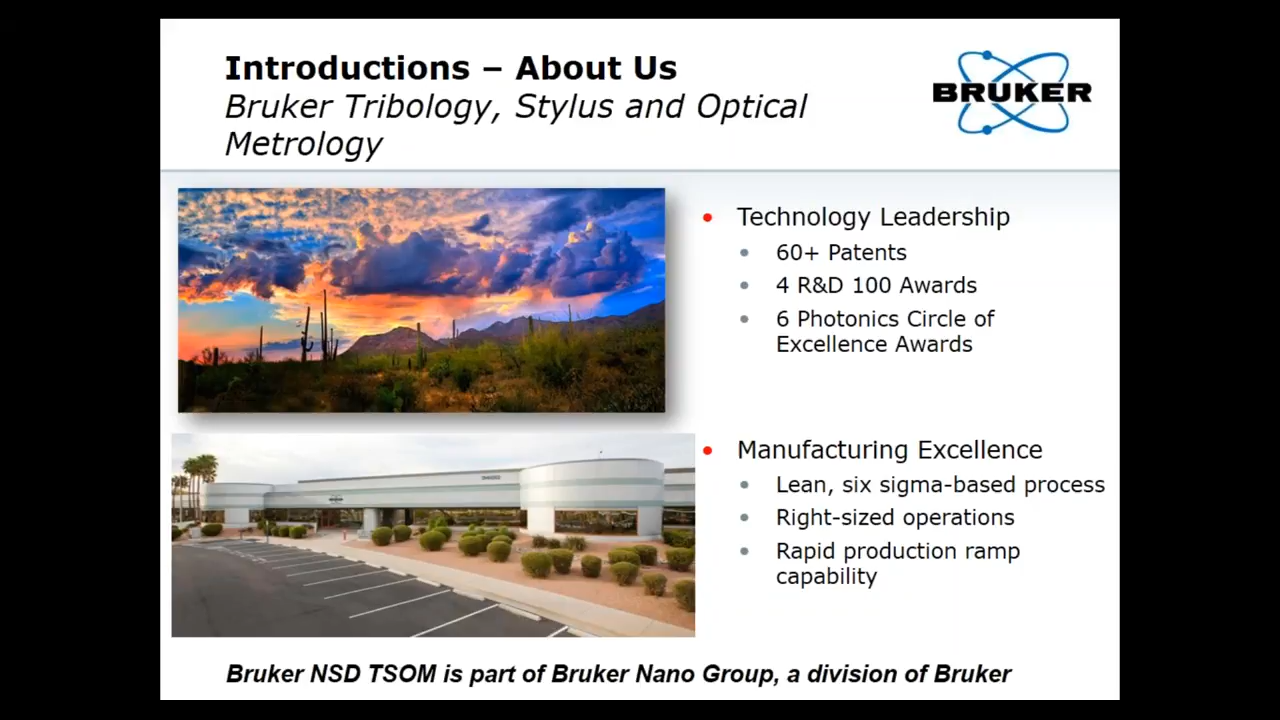 Introductions – About Us
Bruker Tribology, Stylus and Optical
Metrology
BRUKER
• Technology Leadership
• 60+ Patents
• 4 R&D 100 Awards
• 6 Photonics Circle of
Excellence Awards
• Manufacturing Excellence
• Lean, six sigma-based process
• Right-sized operations
• Rapid production ramp
capability
Bruker NSD TSOM is part of Bruker Nano Group, a division of Bruker